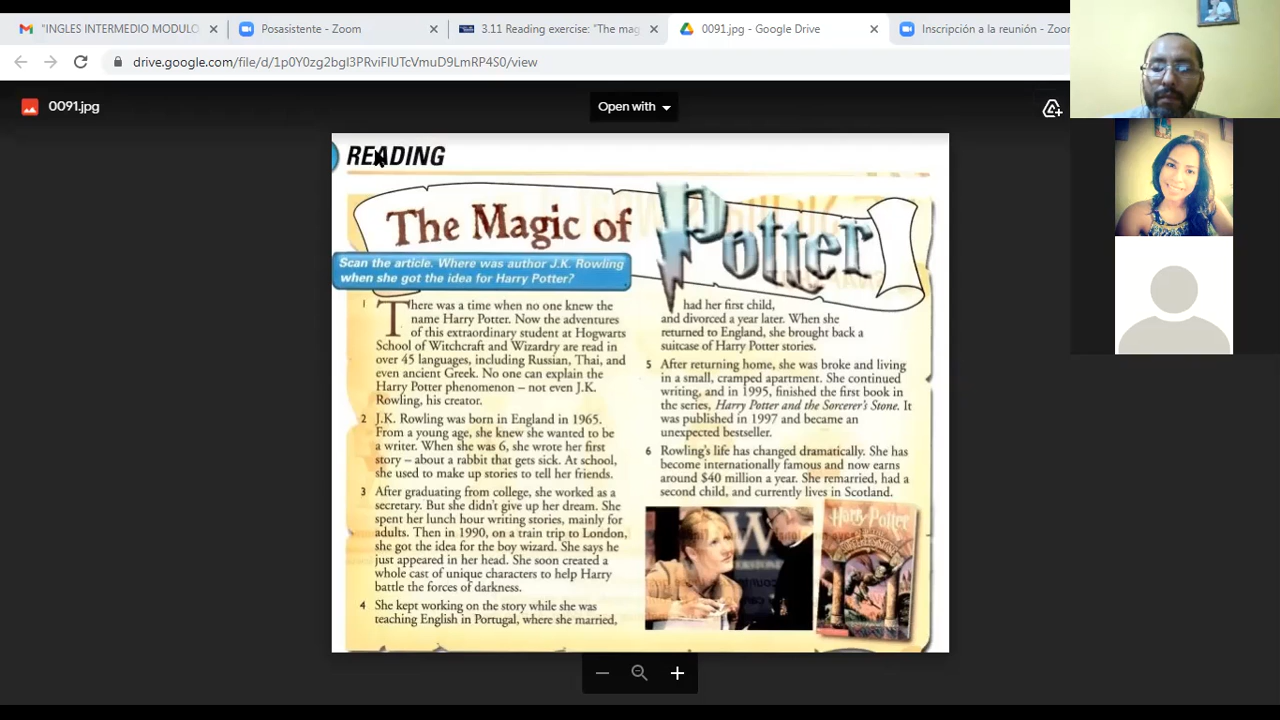 "INGLES INTERMEDIO MODULO
Posasistente - Zoom
3.11 Reading exercise: "The mag
0091.jpg - Google Drive
Inscripción a la reunión - Zoor
drive.google.com/file/d/1p0Y0zg2bgl3PRviFIUTcVmuD9LmRP4S0/view
0091.jpg
Open with
READING
The Magic of Potter
Scan the article. Where was author J.K. Rowling
when she got the idea for Harry Potter?
1 There was a time when no one knew the
name Harry Potter. Now the adventures
of this extraordinary student at Hogwarts
School of Witchcraft and Wizardry are read in
over 45 languages, including Russian, Thai, and
even ancient Greek. No one can explain the
Harry Potter phenomenon – not even J.K.
Rowling, his creator.
2 J.K. Rowling was born in England in 1965.
From a young age, she knew she wanted to be
a writer. When she was 6, she wrote her first
story – about a rabbit that gets sick. At school,
she used to make up stories to tell her friends.
3 After graduating from college, she worked as a
secretary. But she didn't give up her dream. She
spent her lunch hour writing stories, mainly for
adults. Then in 1990, on a train trip to London,
she got the idea for the boy wizard. She says he
just appeared in her head. She soon created a
whole cast of unique characters to help Harry
battle the forces of darkness.
4 She kept working on the story while she was
teaching English in Portugal, where she married,
had her first child,
and divorced a year later. When she
returned to England, she brought back a
suitcase of Harry Potter stories.
5 After returning home, she was broke and living
in a small, cramped apartment. She continued
writing, and in 1995, finished the first book in
the series, Harry Potter and the Sorcerer's Stone. It
was published in 1997 and became an
unexpected bestseller.
6 Rowling's life has changed dramatically. She has
become internationally famous and now earns
around $40 million a year. She remarried, had a
second child, and currently lives in Scotland.
W
Harry Potter